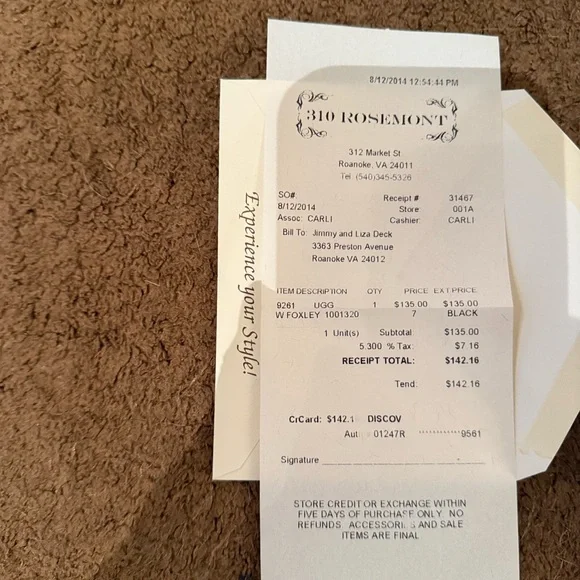 8/12/2014 12:54:44 PM
310 ROSEMONT
312 Market St
Roanoke, VA 24011
Tel (540)345-5326
SO# Receipt # 31467
8/12/2014 Store 001A
Assoc: CARLI Cashier: CARLI
Bill To: Jimmy and Liza Deck
3363 Preston Avenue
Roanoke VA 24012
ITEM DESCRIPTION QTY PRICE EXT PRICE
9261 UGG 1 $135.00 $135.00
W FOXLEY 1001320 7 BLACK
1 Unit(s) Subtotal: $135.00
5.300 % Tax: $7.16
RECEIPT TOTAL: $142.16
Tend: $142.16
CrCard: $142.1 DISCOV
Aut 01247R ************9561
Signature
STORE CREDIT OR EXCHANGE WITHIN
FIVE DAYS OF PURCHASE ONLY. NO
REFUNDS. ACCESSORIES AND SALE
ITEMS ARE FINAL
Experience your Style!